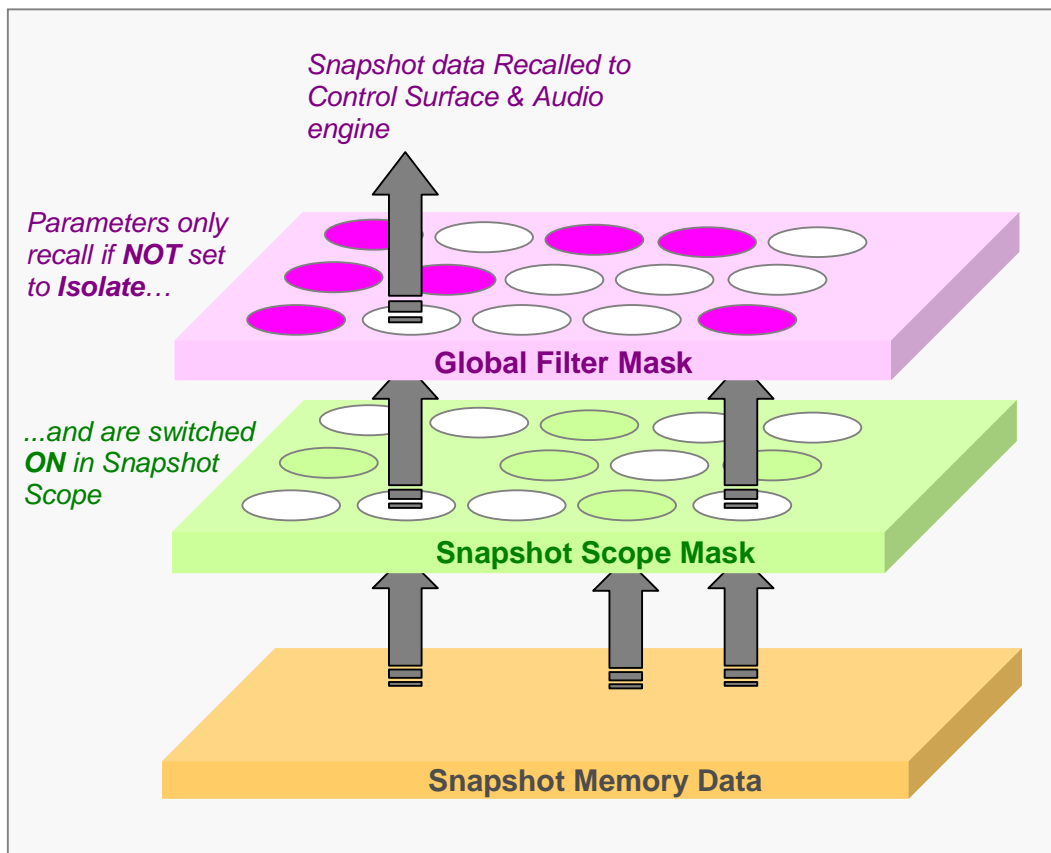 Snapshot data Recalled to
Control Surface & Audio
engine
Parameters only
recall if NOT set
to Isolate…
Global Filter Mask
...and are switched
ON in Snapshot
Scope
Snapshot Scope Mask
Snapshot Memory Data